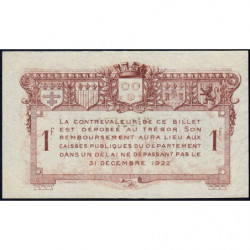 LA CONTREVALEUR DE CE BILLET
EST DÉPOSÉE AU TRÉSOR. SON
REMBOURSEMENT AURA LIEU AUX
CAISSES PUBLIQUES DU DÉPARTEMENT
DANS UN DÉLAI NE DÉPASSANT PAS LE
31 DÉCEMBRE 1922
1F
1F